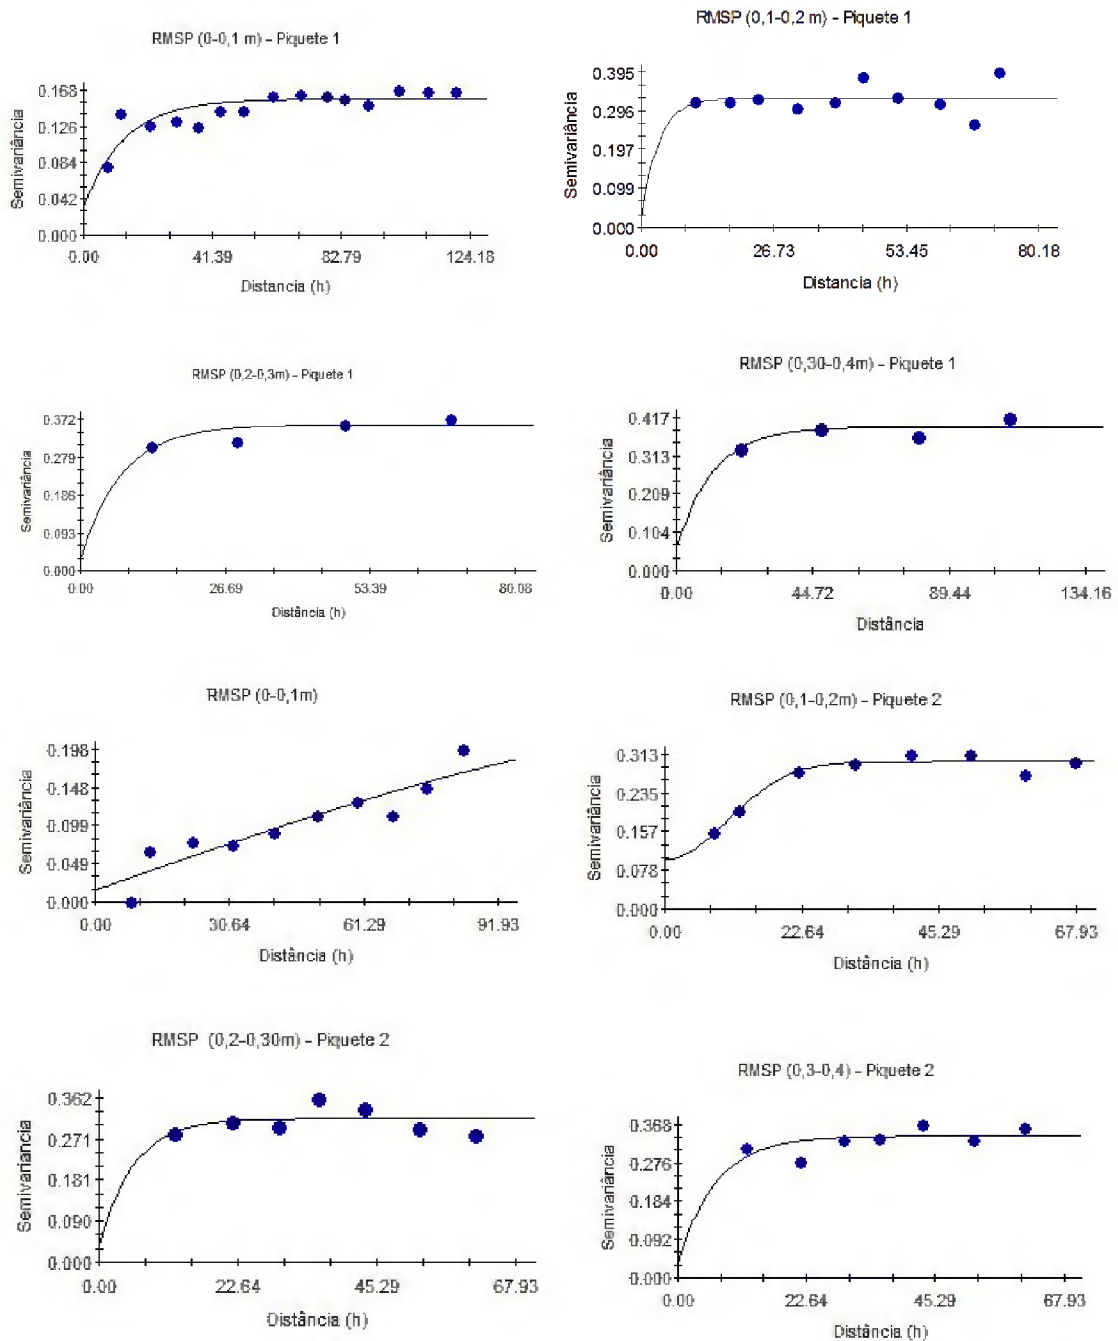 RMSP (0-0,1 m) - Piquete 1
0.168
0.126
0.084
0.042
0.000
Semivariância
0.00 41.39 82.79 124.18
Distancia (h)
RMSP (0,1-0,2 m) - Piquete 1
0.395
0.296
0.197
0.099
0.000
Semivariância
0.00 26.73 53.45 80.18
Distancia (h)
RMSP (0,2-0,3m) - Piquete 1
0.372
0.279
0.186
0.093
0.000
Semivariância
0.00 26.69 53.39 80.08
Distância (h)
RMSP (0,30-0,4m) - Piquete 1
0.417
0.313
0.209
0.104
0.000
Semivariância
0.00 44.72 89.44 134.16
Distância
RMSP (0-0,1m)
0.198
0.148
0.099
0.049
0.000
Semivariância
0.00 30.64 61.29 91.93
Distância (h)
RMSP (0,1-0,2m) - Piquete 2
0.313
0.235
0.157
0.078
0.000
Semivariância
0.00 22.64 45.29 67.93
Distância (h)
RMSP (0,2-0,30m) - Piquete 2
0.362
0.271
0.181
0.090
0.000
Semivariancia
0.00 22.64 45.29 67.93
Distância (h)
RMSP (0,3-0,4) - Piquete 2
0.368
0.276
0.184
0.092
0.000
Semivariância
0.00 22.64 45.29 67.93
Distância (h)